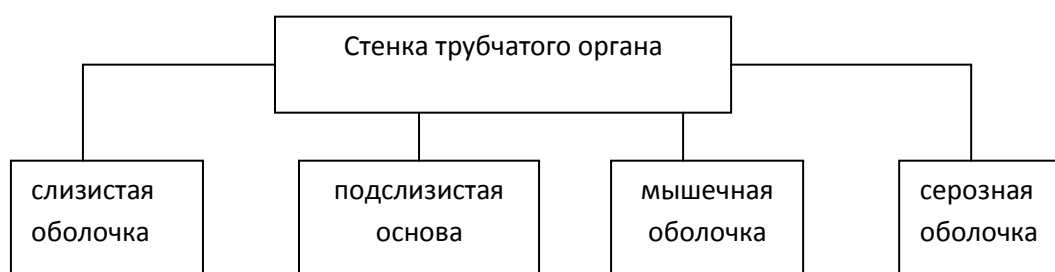 Стенка трубчатого органа
слизистая
оболочка
подслизистая
основа
мышечная
оболочка
серозная
оболочка